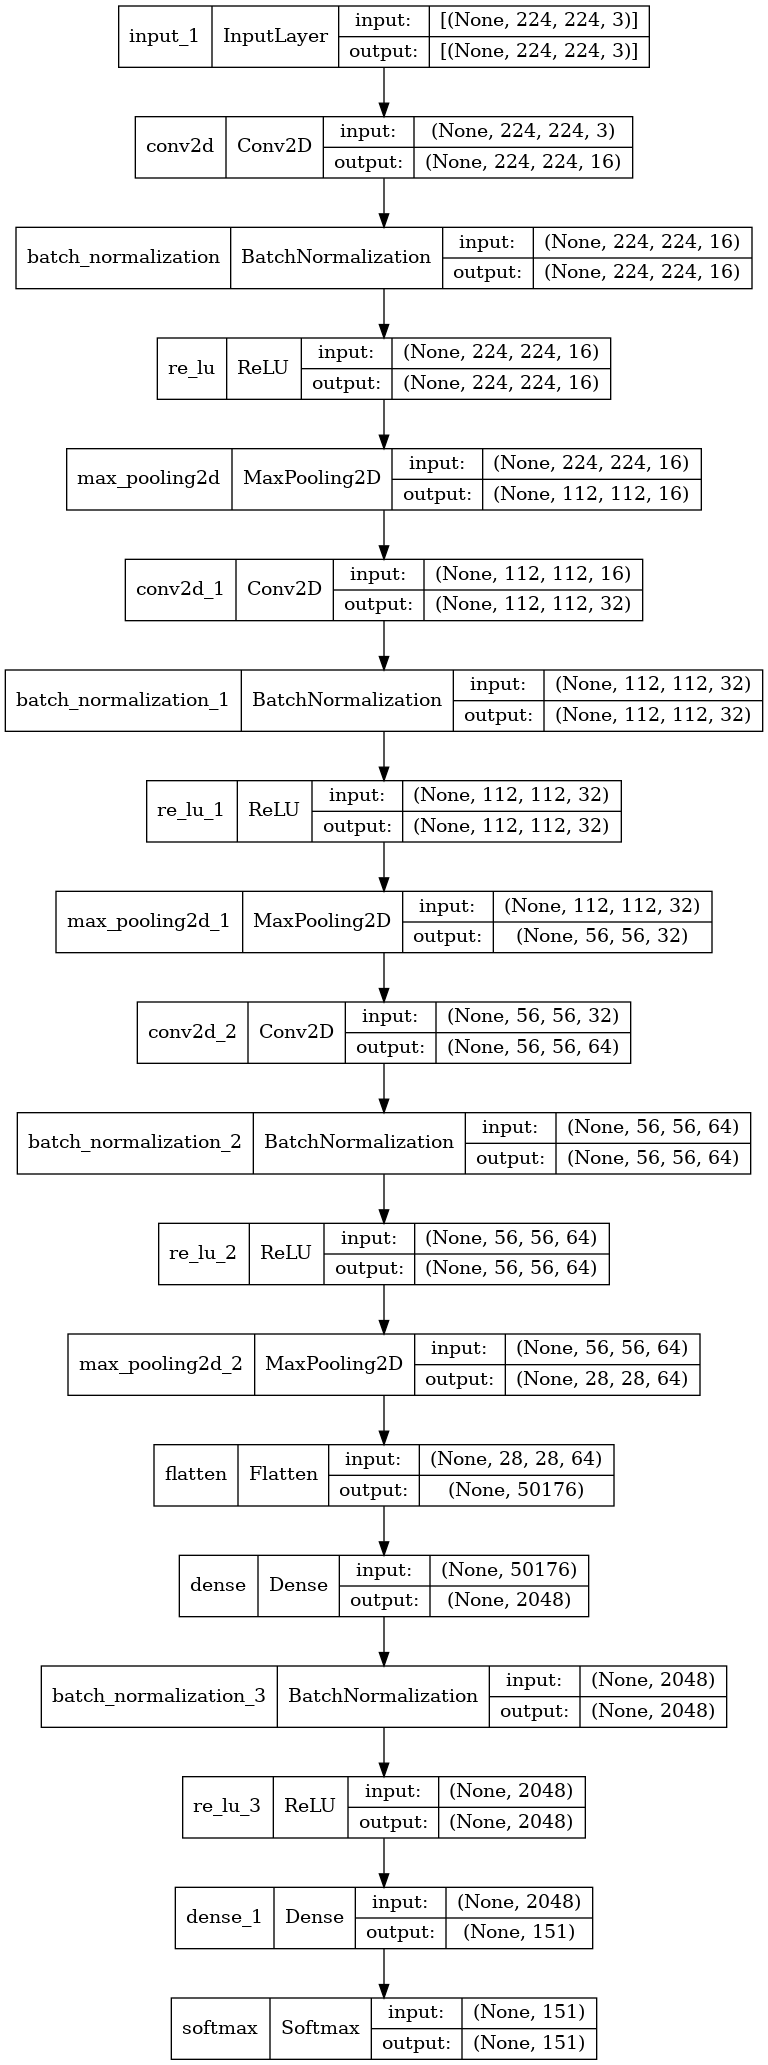 input_1 InputLayer input: [(None, 224, 224, 3)]
output: [(None, 224, 224, 3)]
conv2d Conv2D input: (None, 224, 224, 3)
output: (None, 224, 224, 16)
batch_normalization BatchNormalization input: (None, 224, 224, 16)
output: (None, 224, 224, 16)
re_lu ReLU input: (None, 224, 224, 16)
output: (None, 224, 224, 16)
max_pooling2d MaxPooling2D input: (None, 224, 224, 16)
output: (None, 112, 112, 16)
conv2d_1 Conv2D input: (None, 112, 112, 16)
output: (None, 112, 112, 32)
batch_normalization_1 BatchNormalization input: (None, 112, 112, 32)
output: (None, 112, 112, 32)
re_lu_1 ReLU input: (None, 112, 112, 32)
output: (None, 112, 112, 32)
max_pooling2d_1 MaxPooling2D input: (None, 112, 112, 32)
output: (None, 56, 56, 32)
conv2d_2 Conv2D input: (None, 56, 56, 32)
output: (None, 56, 56, 64)
batch_normalization_2 BatchNormalization input: (None, 56, 56, 64)
output: (None, 56, 56, 64)
re_lu_2 ReLU input: (None, 56, 56, 64)
output: (None, 56, 56, 64)
max_pooling2d_2 MaxPooling2D input: (None, 56, 56, 64)
output: (None, 28, 28, 64)
flatten Flatten input: (None, 28, 28, 64)
output: (None, 50176)
dense Dense input: (None, 50176)
output: (None, 2048)
batch_normalization_3 BatchNormalization input: (None, 2048)
output: (None, 2048)
re_lu_3 ReLU input: (None, 2048)
output: (None, 2048)
dense_1 Dense input: (None, 2048)
output: (None, 151)
softmax Softmax input: (None, 151)
output: (None, 151)